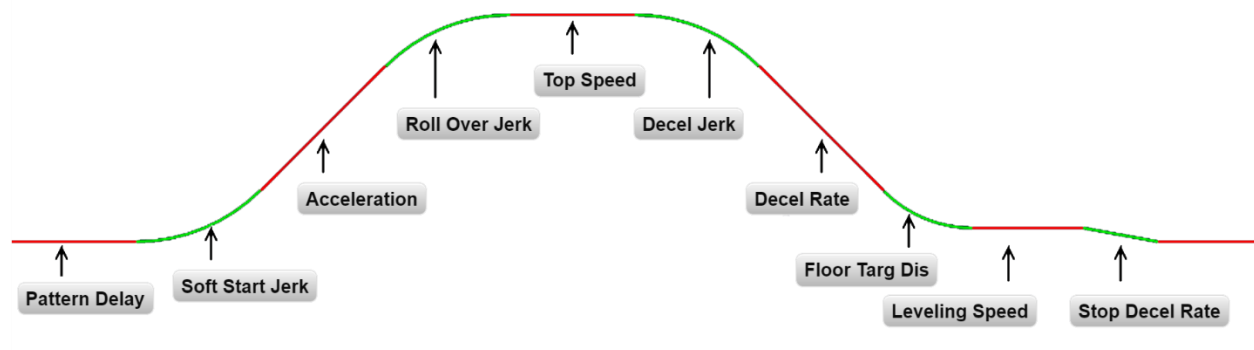 Top Speed
Roll Over Jerk
Decel Jerk
Acceleration
Decel Rate
Floor Targ Dis
Soft Start Jerk
Pattern Delay
Leveling Speed
Stop Decel Rate